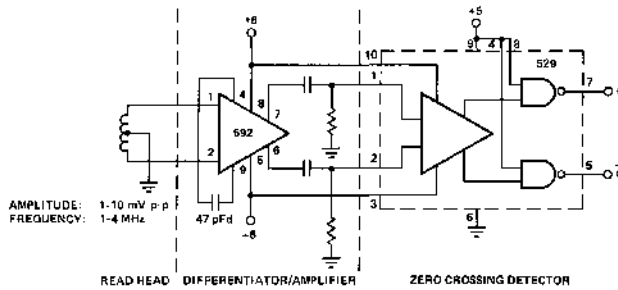 +6
+5
9 4 8
10
1
529
1
4
8
7
592
7
2
9
5
6
2
5
47 pFd
3
6
AMPLITUDE: 1-10 mV p-p
FREQUENCY: 1-4 MHz
READ HEAD
DIFFERENTIATOR/AMPLIFIER
ZERO CROSSING DETECTOR